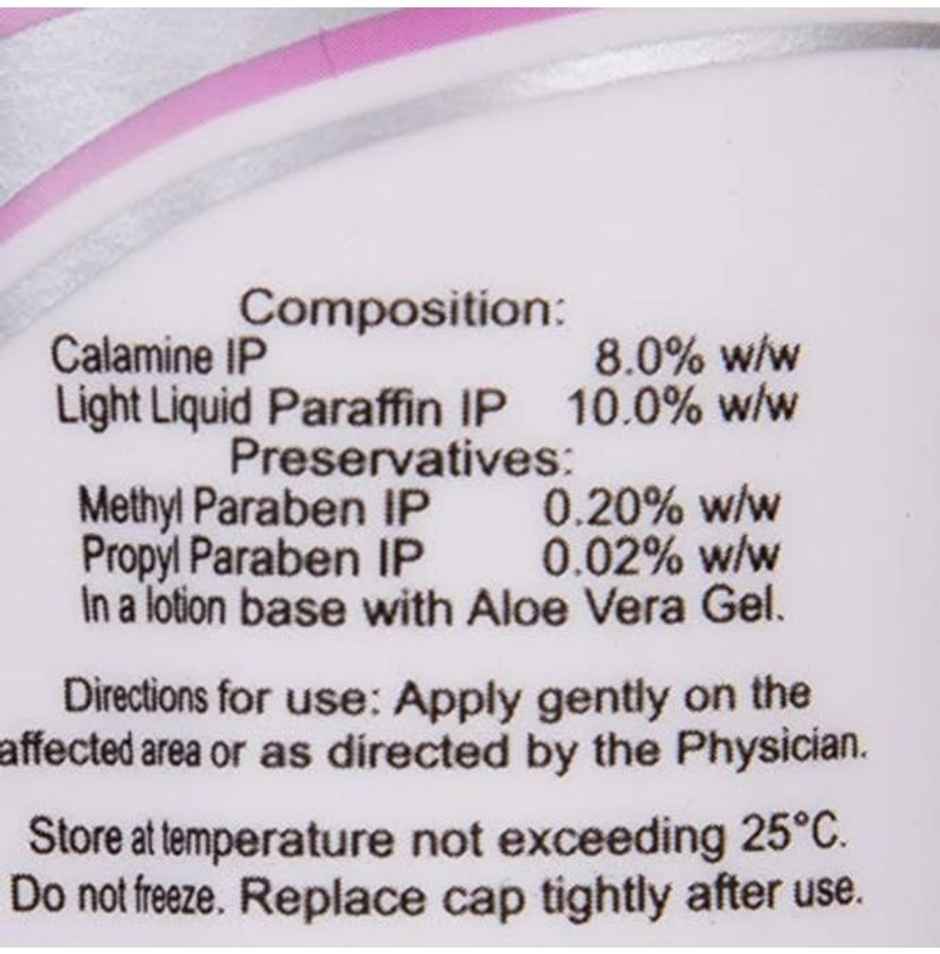 Composition:
Calamine IP 8.0% w/w
Light Liquid Paraffin IP 10.0% w/w
Preservatives:
Methyl Paraben IP 0.20% w/w
Propyl Paraben IP 0.02% w/w
In a lotion base with Aloe Vera Gel.
Directions for use: Apply gently on the
affected area or as directed by the Physician.
Store at temperature not exceeding 25°C.
Do not freeze. Replace cap tightly after use.